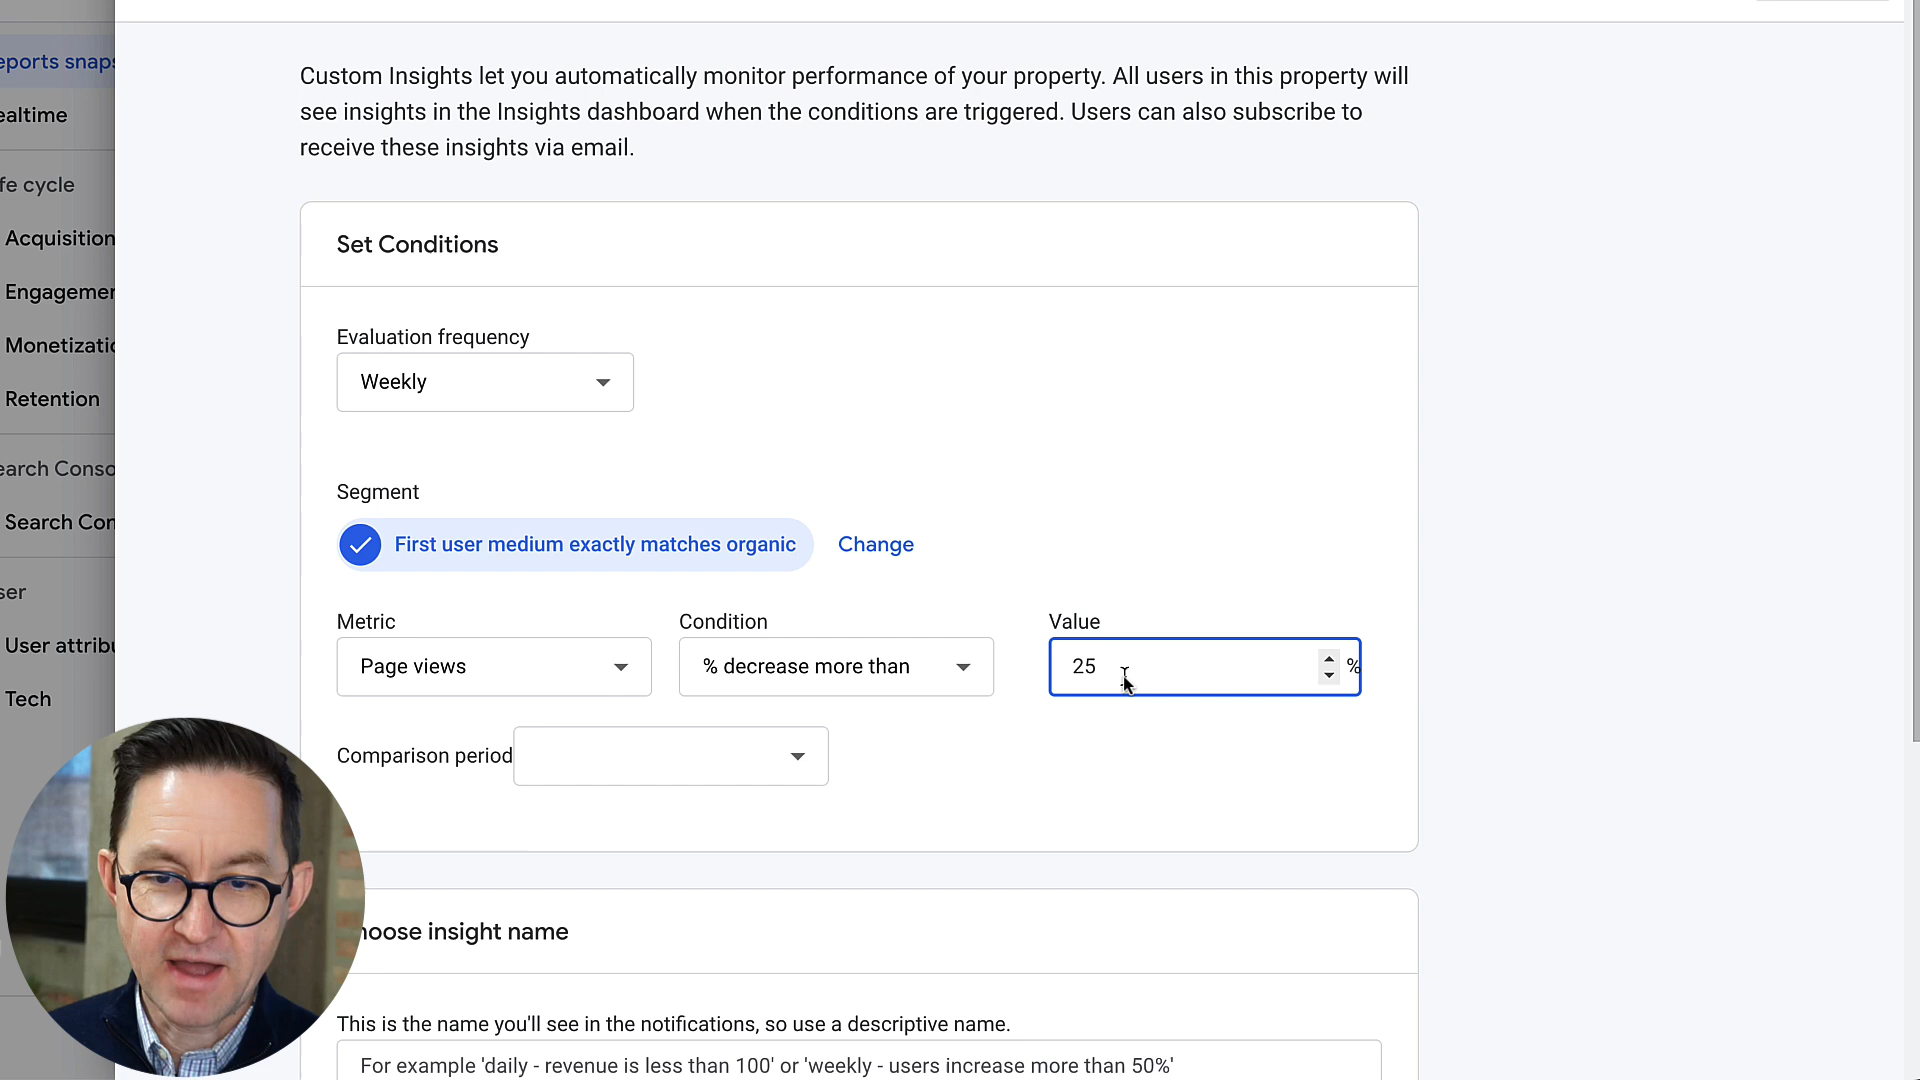 eports snaps
ealtime
fe cycle
Acquisition
Engagemen
Monetizatic
Retention
earch Consc
Search Con
ser
User attribu
Tech
Custom Insights let you automatically monitor performance of your property. All users in this property will
see insights in the Insights dashboard when the conditions are triggered. Users can also subscribe to
receive these insights via email.
Set Conditions
Evaluation frequency
Weekly
Segment
First user medium exactly matches organic Change
Metric Condition Value
Page views % decrease more than 25 %
Comparison period
hoose insight name
This is the name you'll see in the notifications, so use a descriptive name.
For example 'daily - revenue is less than 100' or 'weekly - users increase more than 50%'